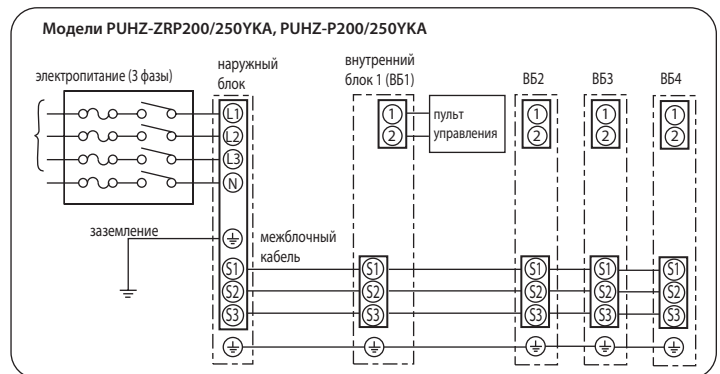 Модели PUHZ-ZRP200/250YKA, PUHZ-P200/250YKA
электропитание (3 фазы)
наружный
блок
внутренний
блок 1 (ВБ1)
ВБ2
ВБ3
ВБ4
L1
L2
L3
N
1
2
пульт
управления
1
2
1
2
1
2
заземление
межблочный
кабель
S1
S2
S3
S1
S2
S3
S1
S2
S3
S1
S2
S3
S1
S2
S3